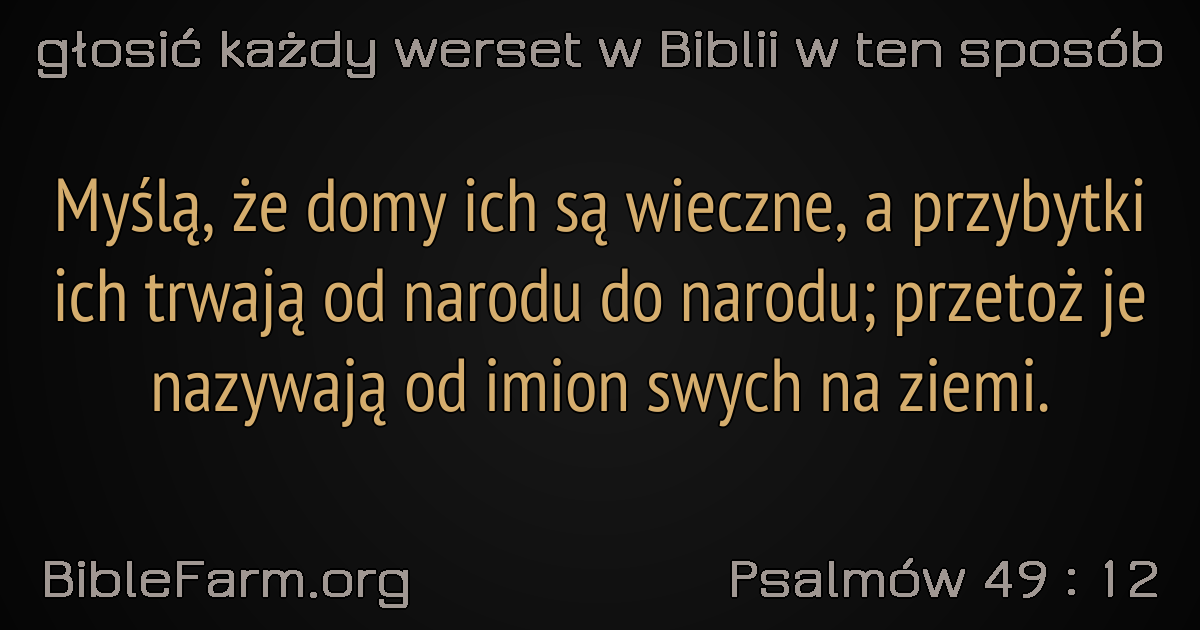 głosić każdy werset w Biblii w ten sposób
Myślą, że domy ich są wieczne, a przybytki
ich trwają od narodu do narodu; przetoż je
nazywają od imion swych na ziemi.
BibleFarm.org
Psalmów 49 : 12